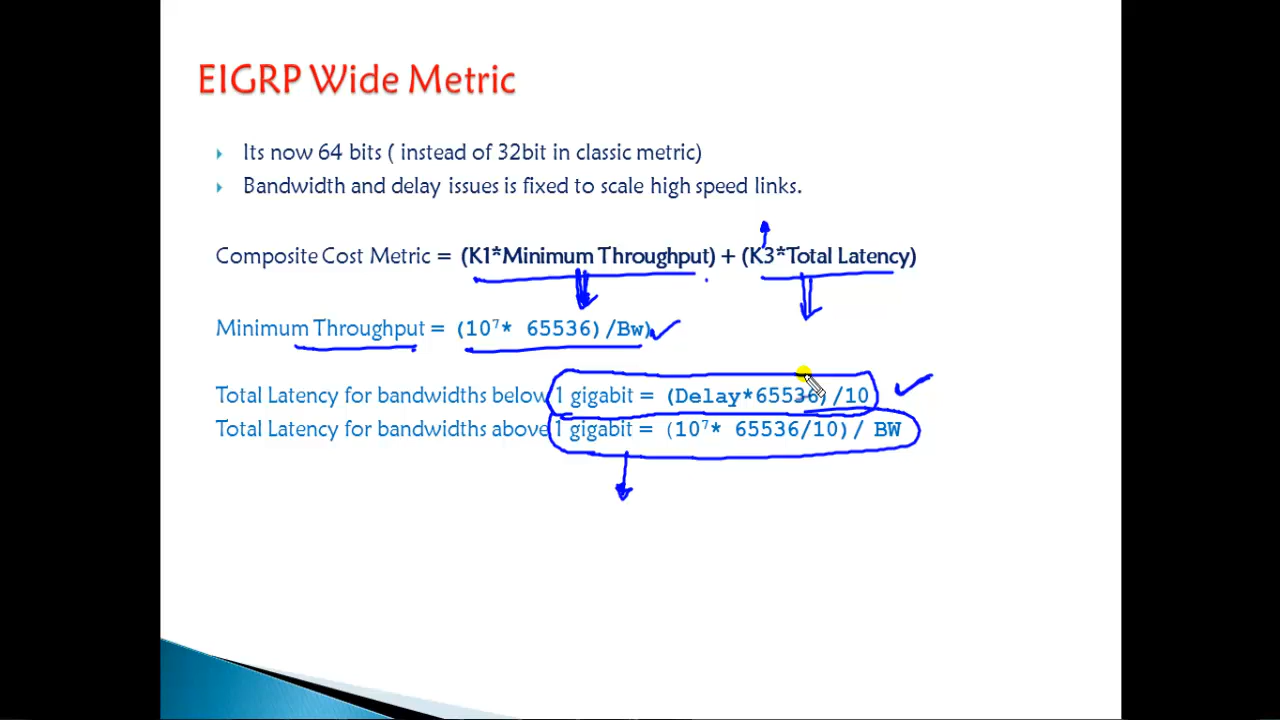 EIGRP Wide Metric
Its now 64 bits ( instead of 32bit in classic metric)
Bandwidth and delay issues is fixed to scale high speed links.
Composite Cost Metric = (K1*Minimum Throughput) + (K3*Total Latency)
Minimum Throughput = (10⁷* 65536)/Bw)
Total Latency for bandwidths below 1 gigabit = (Delay*65536)/10
Total Latency for bandwidths above 1 gigabit = (10⁷* 65536/10)/ BW